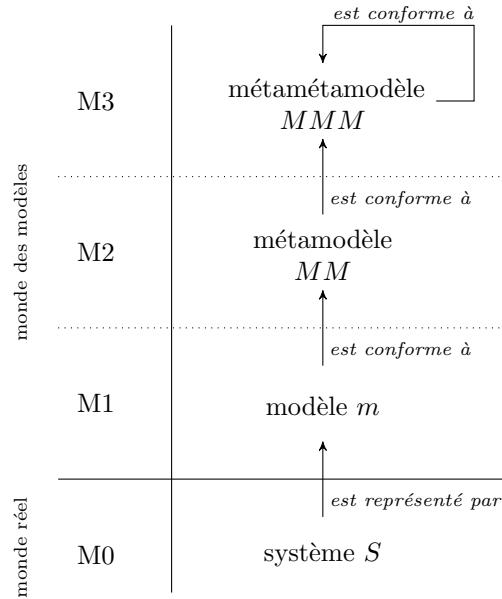 est conforme à
M3
métamétamodèle
MMM
est conforme à
monde des modèles
M2
métamodèle
MM
est conforme à
M1
modèle m
est représenté par
monde réel
M0
système S